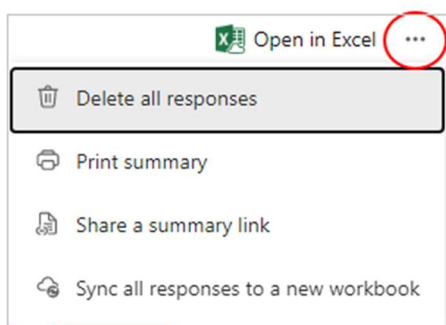 Open in Excel ...
Delete all responses
Print summary
Share a summary link
Sync all responses to a new workbook